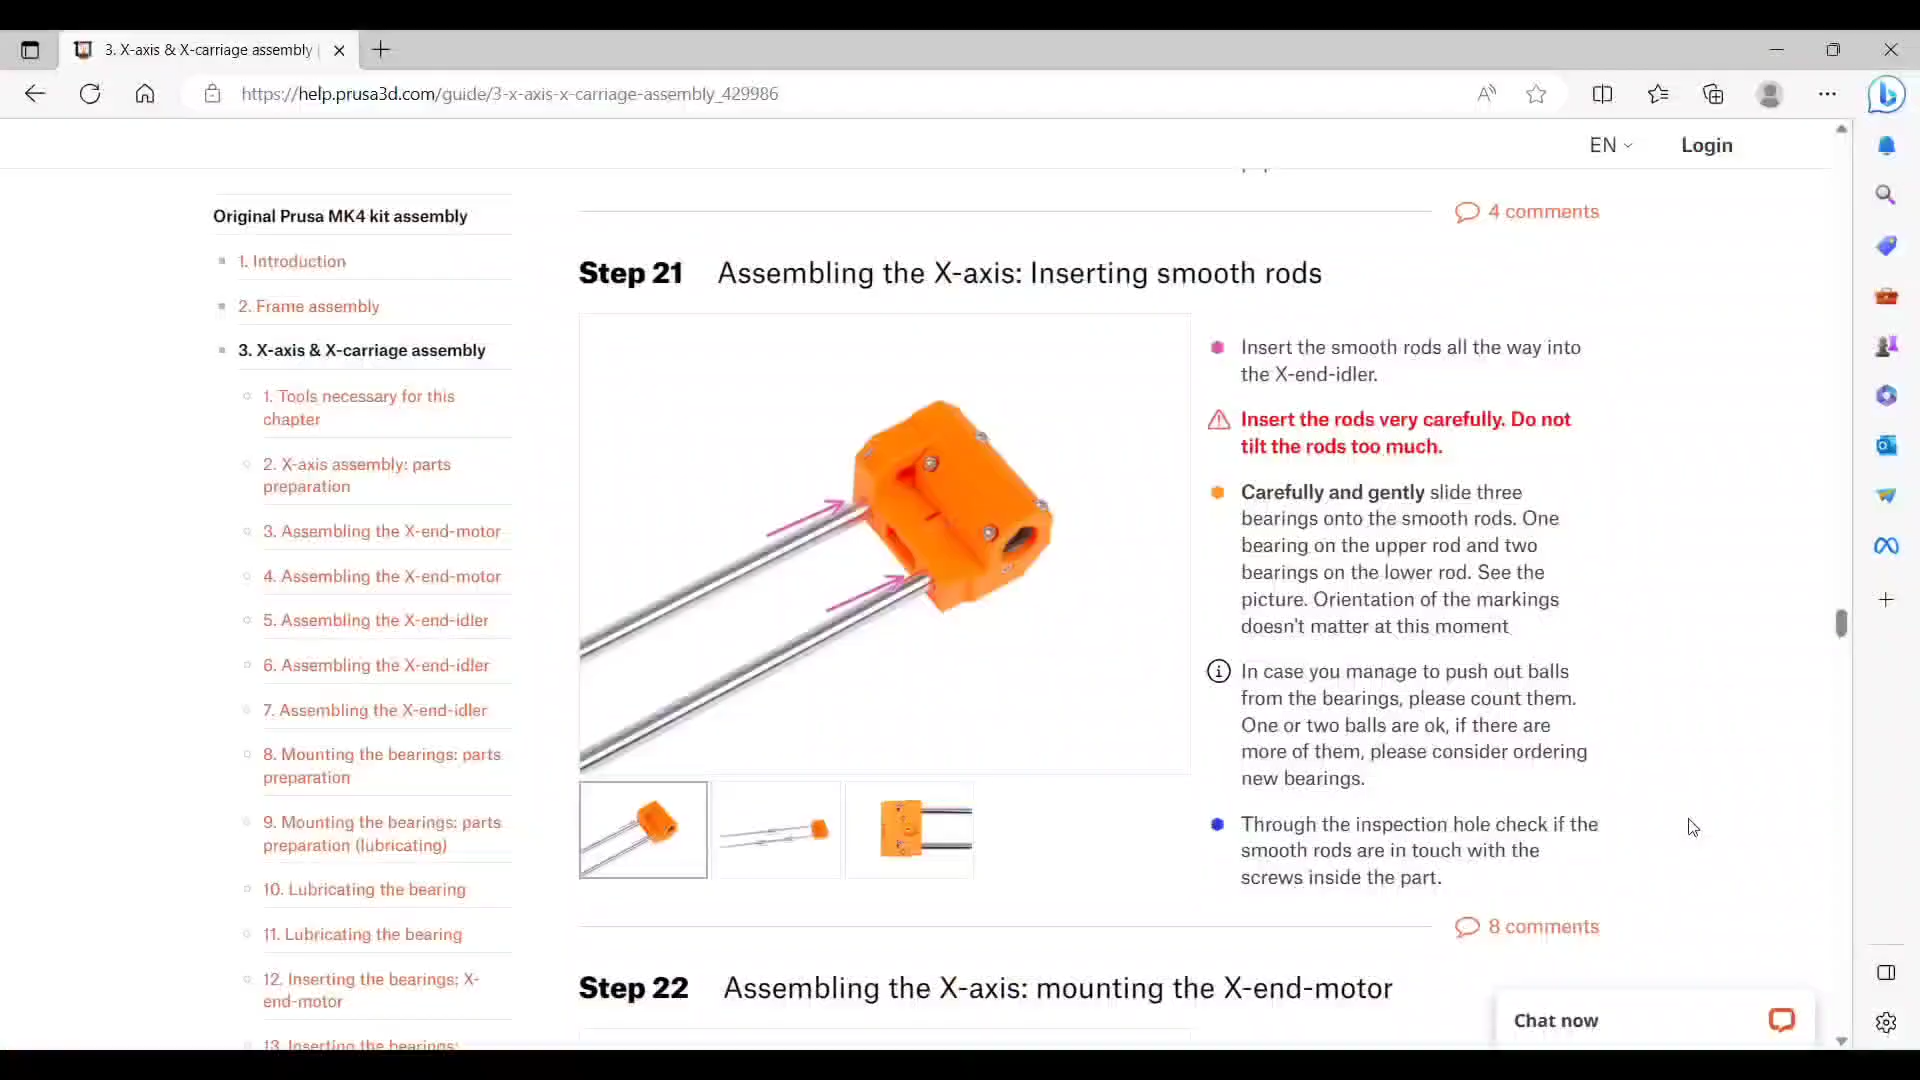 3. X-axis & X-carriage assembly
https://help.prusa3d.com/guide/3-x-axis-x-carriage-assembly_429986
EN
Login
4 comments
Original Prusa MK4 kit assembly
1. Introduction
2. Frame assembly
3. X-axis & X-carriage assembly
1. Tools necessary for this
chapter
2. X-axis assembly: parts
preparation
3. Assembling the X-end-motor
4. Assembling the X-end-motor
5. Assembling the X-end-idler
6. Assembling the X-end-idler
7. Assembling the X-end-idler
8. Mounting the bearings: parts
preparation
9. Mounting the bearings: parts
preparation (lubricating)
10. Lubricating the bearing
11. Lubricating the bearing
12. Inserting the bearings: X-
end-motor
13. Inserting the bearings:
Step 21 Assembling the X-axis: Inserting smooth rods
Insert the smooth rods all the way into
the X-end-idler.
Insert the rods very carefully. Do not
tilt the rods too much.
Carefully and gently slide three
bearings onto the smooth rods. One
bearing on the upper rod and two
bearings on the lower rod. See the
picture. Orientation of the markings
doesn't matter at this moment
In case you manage to push out balls
from the bearings, please count them.
One or two balls are ok, if there are
more of them, please consider ordering
new bearings.
Through the inspection hole check if the
smooth rods are in touch with the
screws inside the part.
8 comments
Step 22 Assembling the X-axis: mounting the X-end-motor
Chat now